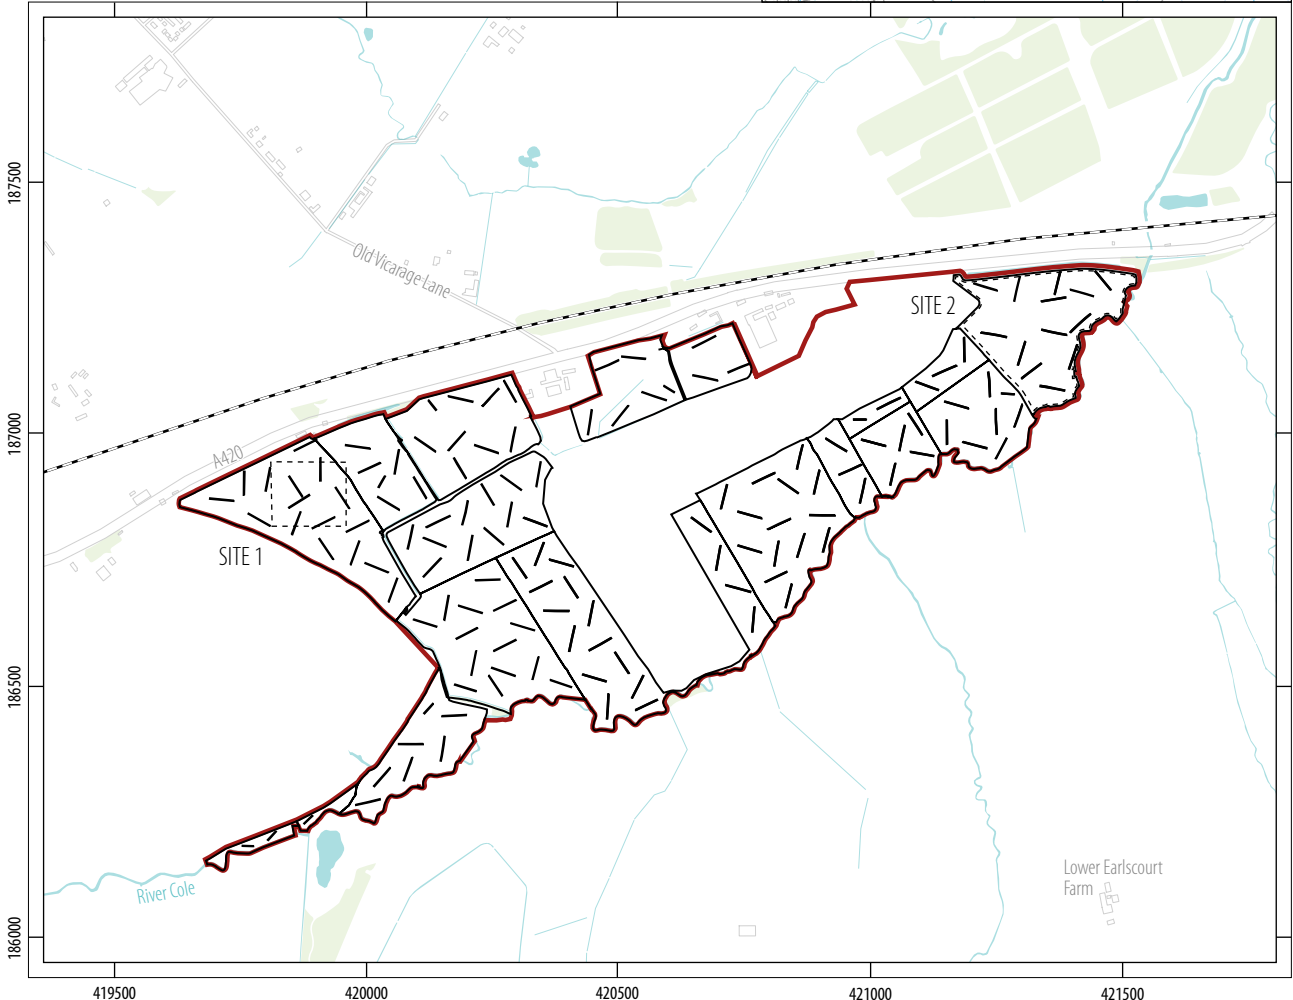 187500
187000
186500
186000
Old Vicarage Lane
SITE 2
A420
SITE 1
River Cole
Lower Earlscourt
Farm
419500
420000
420500
421000
421500